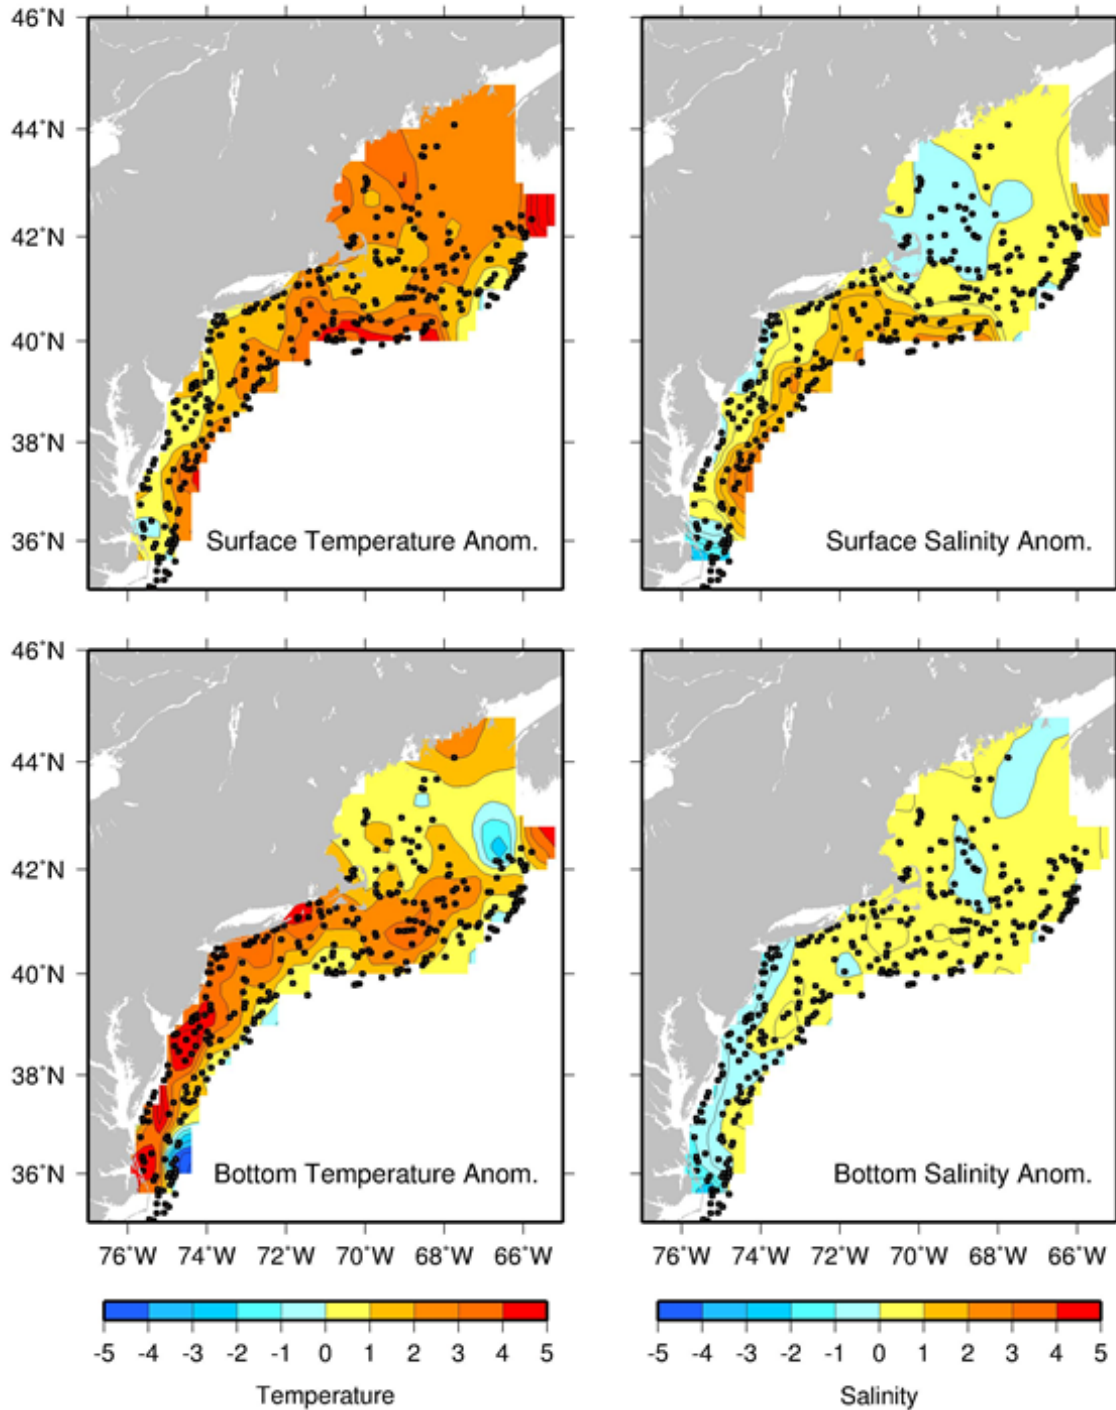 46°N
44°N
42°N
40°N
38°N
36°N
Surface Temperature Anom.
Surface Salinity Anom.
46°N
44°N
42°N
40°N
38°N
36°N
Bottom Temperature Anom.
Bottom Salinity Anom.
76°W 74°W 72°W 70°W 68°W 66°W
76°W 74°W 72°W 70°W 68°W 66°W
-5 -4 -3 -2 -1 0 1 2 3 4 5
-5 -4 -3 -2 -1 0 1 2 3 4 5
Temperature
Salinity